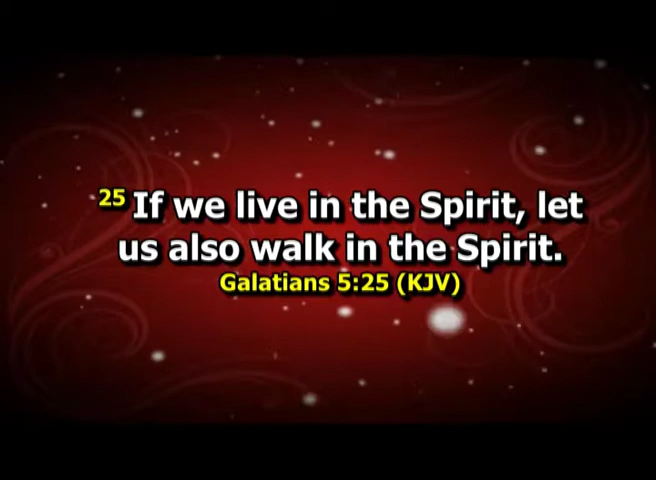 25 If we live in the Spirit, let
us also walk in the Spirit.
Galatians 5:25 (KJV)